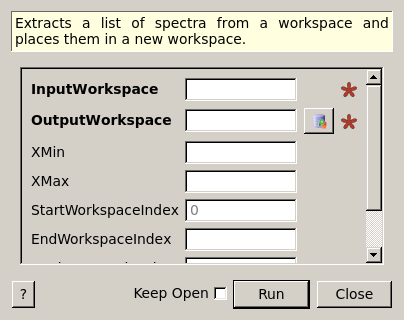 Extracts a list of spectra from a workspace and
places them in a new workspace.
InputWorkspace
OutputWorkspace
XMin
XMax
StartWorkspaceIndex 0
EndWorkspaceIndex
? Keep Open Run Close